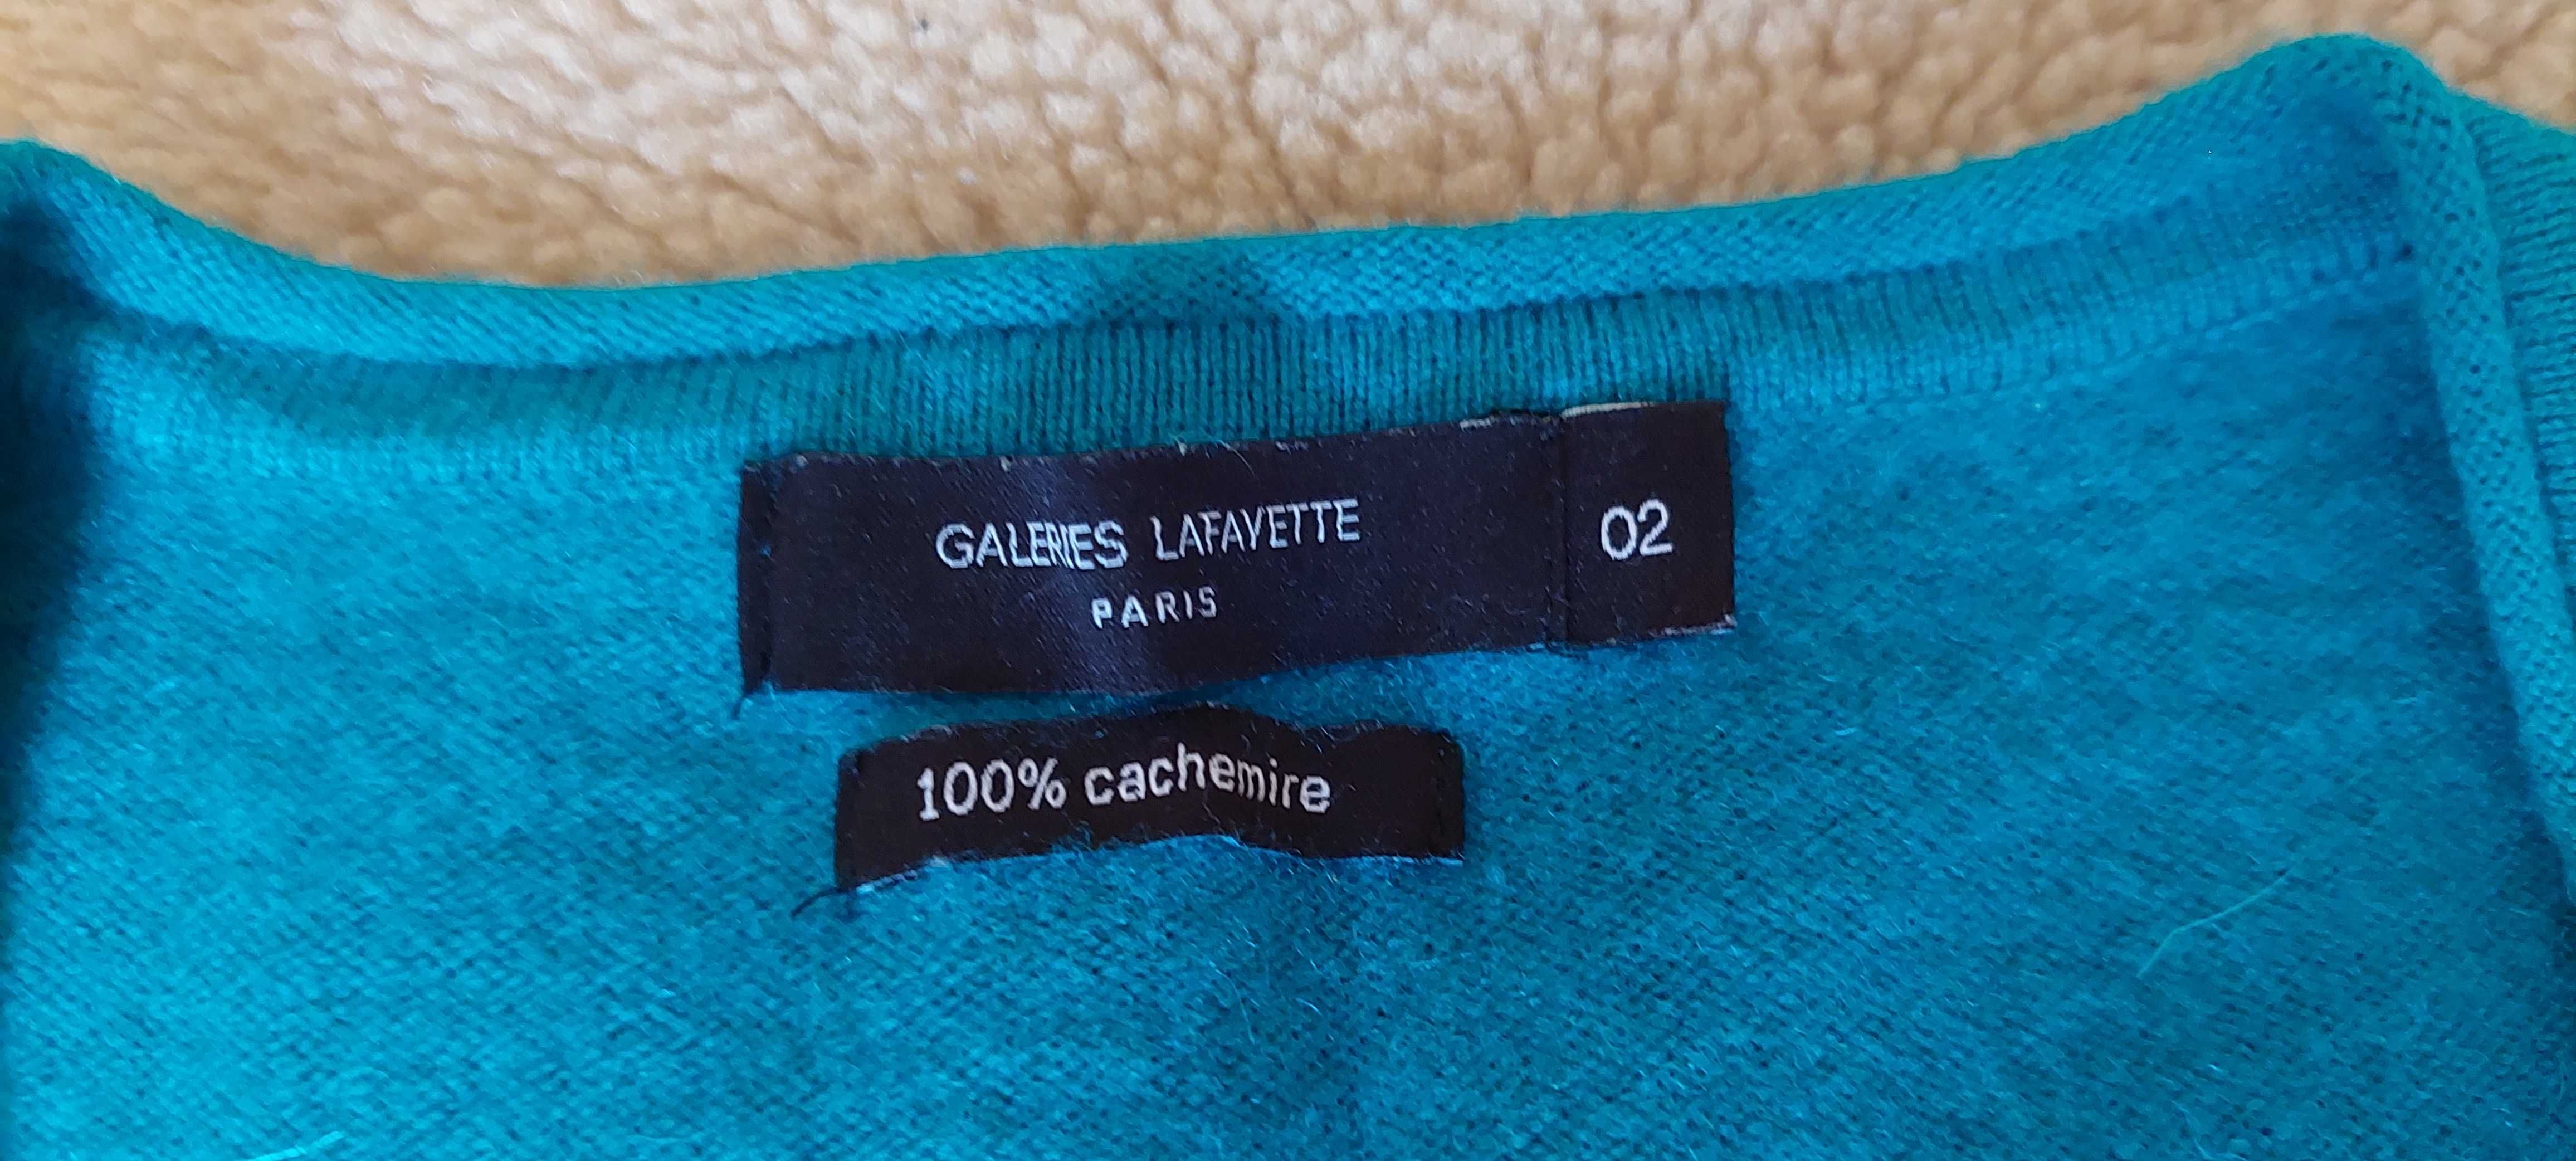 GALERIES LAFAYETTE
PARIS
02
100% cachemire